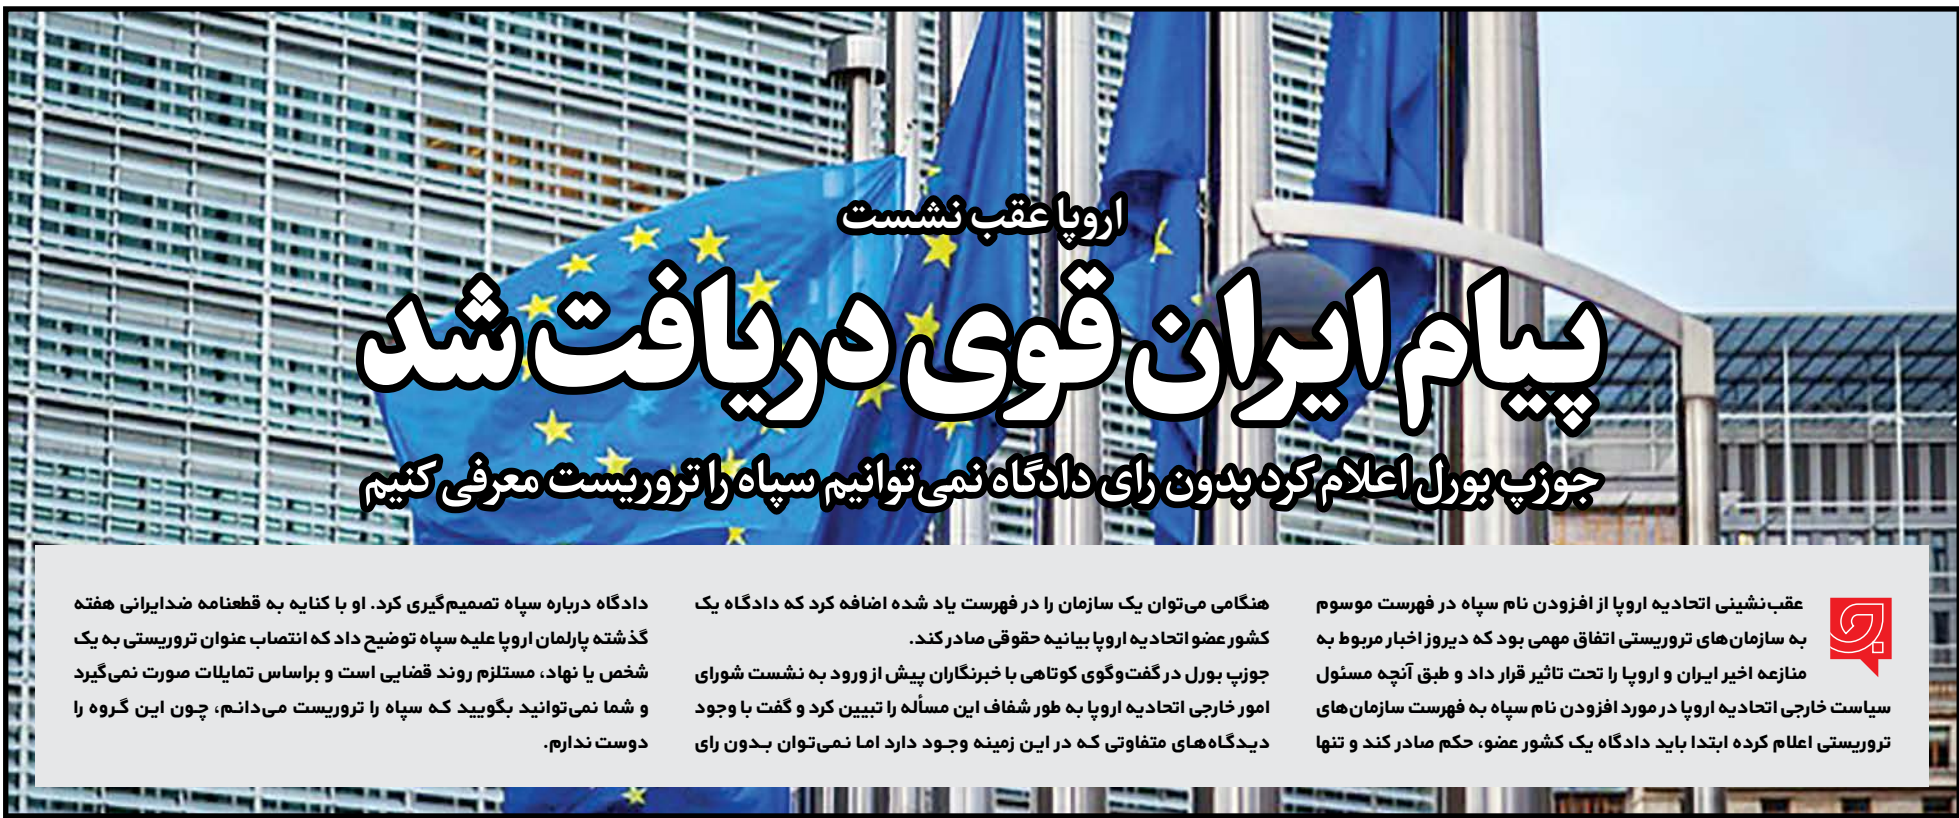 اروپا عقب نشست
پیام ایران قوی دریافت شد
جوزپ بورل اعلام کرد بدون رای دادگاه نمی‌توانیم سپاه را تروریست معرفی کنیم
عقب‌نشینی اتحادیه اروپا از افزودن نام سپاه در فهرست موسوم
به سازمان‌های تروریستی اتفاق مهمی بود که دیروز اخبار مربوط به
منازعه اخیر ایران و اروپا را تحت تاثیر قرار داد و طبق آنچه مسئول
سیاست خارجی اتحادیه اروپا در مورد افزودن نام سپاه به فهرست سازمان‌های
تروریستی اعلام کرده ابتدا باید دادگاه یک کشور عضو، حکم صادر کند و تنها
هنگامی می‌توان یک سازمان را در فهرست یاد شده اضافه کرد که دادگاه یک
کشور عضو اتحادیه اروپا بیانیه حقوقی صادر کند.
جوزپ بورل در گفت‌وگوی کوتاهی با خبرنگاران پیش از ورود به نشست شورای
امور خارجی اتحادیه اروپا به طور شفاف این مسأله را تبیین کرد و گفت با وجود
دیدگاه‌های متفاوتی که در این زمینه وجود دارد اما نمی‌توان بدون رای
دادگاه درباره سپاه تصمیم‌گیری کرد. او با کنایه به قطعنامه ضدایرانی هفته
گذشته پارلمان اروپا علیه سپاه توضیح داد که انتصاب عنوان تروریستی به یک
شخص یا نهاد، مستلزم روند قضایی است و براساس تمایلات صورت نمی‌گیرد
و شما نمی‌توانید بگویید که سپاه را تروریست می‌دانم، چون این گروه را
دوست ندارم.